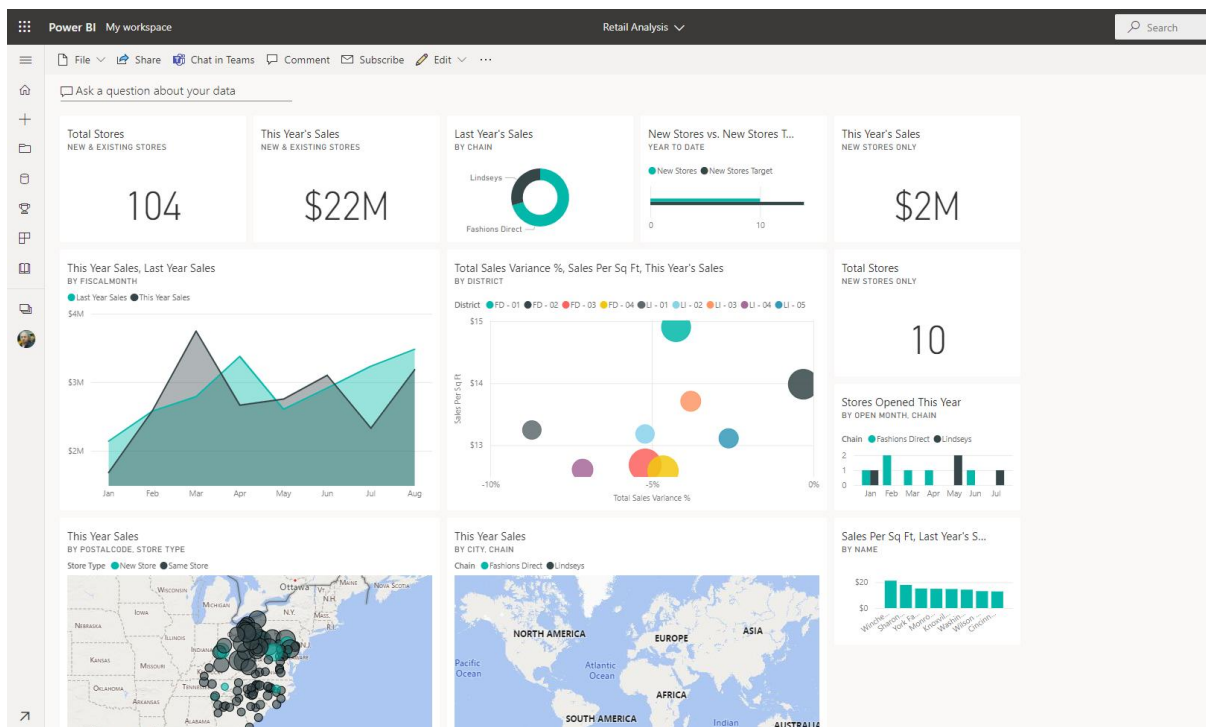 Power BI My workspace
Retail Analysis
Search
File Share Chat in Teams Comment Subscribe Edit ...
Ask a question about your data
Total Stores
NEW & EXISTING STORES
104
This Year's Sales
NEW & EXISTING STORES
$22M
Last Year's Sales
BY CHAIN
Lindseys
Fashions Direct
New Stores vs. New Stores T...
YEAR TO DATE
New Stores New Stores Target
0 10
This Year's Sales
NEW STORES ONLY
$2M
This Year Sales, Last Year Sales
BY FISCALMONTH
Last Year Sales This Year Sales
$4M
$3M
$2M
Jan Feb Mar Apr May Jun Jul Aug
Total Sales Variance %, Sales Per Sq Ft, This Year's Sales
BY DISTRICT
District FD - 01 FD - 02 FD - 03 FD - 04 LI - 01 LI - 02 LI - 03 LI - 04 LI - 05
Sales Per Sq Ft
$15
$14
$13
-10% -5% 0%
Total Sales Variance %
Total Stores
NEW STORES ONLY
10
Stores Opened This Year
BY OPEN MONTH, CHAIN
Chain Fashions Direct Lindseys
2
1
0
Jan Feb Mar Apr May Jun Jul
This Year Sales
BY POSTALCODE, STORE TYPE
Store Type New Store Same Store
Ottawa
MAINE
NOVA SCOTIA
VT.
N.H.
WISCONSIN
MICHIGAN
N.Y.
MASS.
R.I.
IOWA
NEBRASKA
ILLINOIS
INDIANA
N.J.
KANSAS
MISSOURI
OKLAHOMA
ARKANSAS
ALABAMA
This Year Sales
BY CITY, CHAIN
Chain Fashions Direct Lindseys
NORTH AMERICA
EUROPE
ASIA
Pacific
Ocean
Atlantic
Ocean
AFRICA
SOUTH AMERICA
Indian
AUSTRALIA
Sales Per Sq Ft, Last Year's S...
BY NAME
$20
$0
Winche...
Sharon...
York Fa...
Monro...
Knoxvil...
Washin...
Wilson ...
Cincinn...